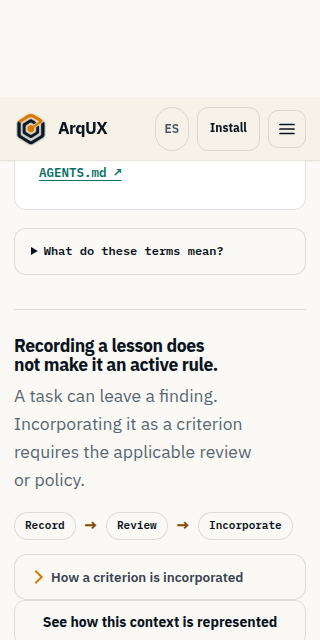 ArqUX
ES
Install
AGENTS.md ↗
▶ What do these terms mean?
Recording a lesson does
not make it an active rule.
A task can leave a finding.
Incorporating it as a criterion
requires the applicable review
or policy.
Record → Review → Incorporate
How a criterion is incorporated
See how this context is represented